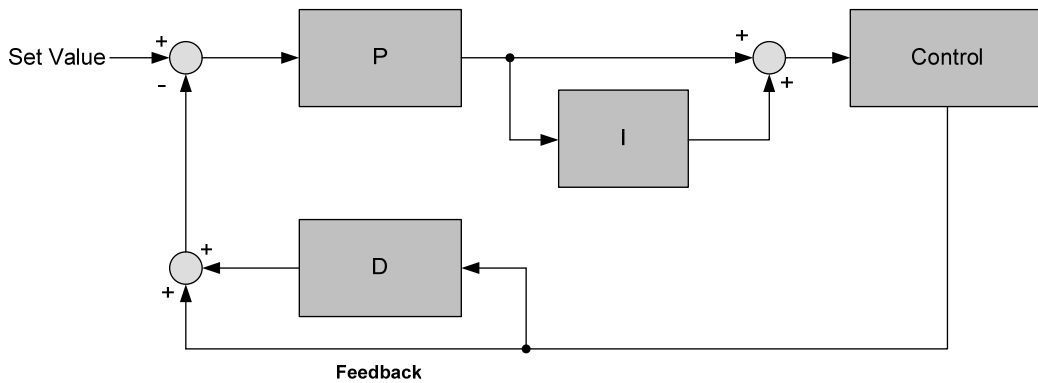 +
Set Value
P
+
Control
-
+
I
+
D
+
Feedback